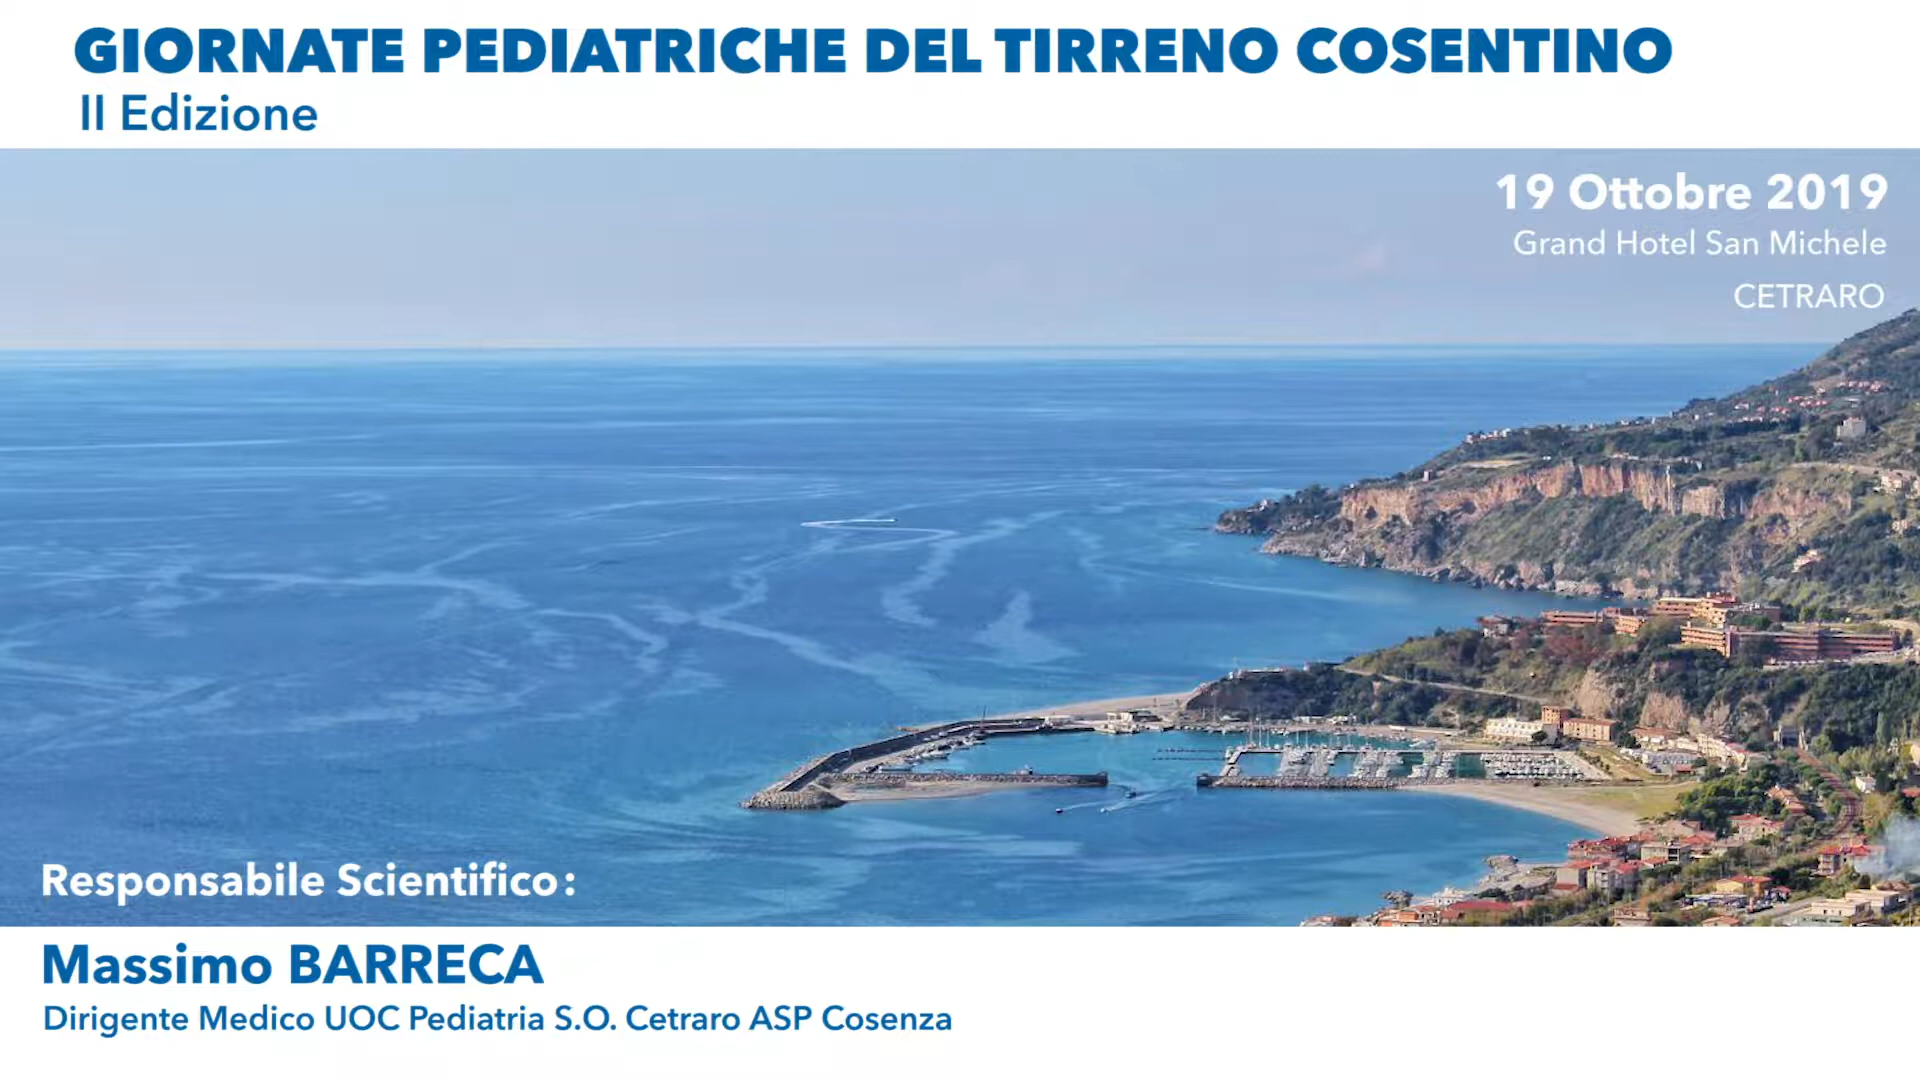 GIORNATE PEDIATRICHE DEL TIRRENO COSENTINO
II Edizione
19 Ottobre 2019
Grand Hotel San Michele
CETRARO
Responsabile Scientifico:
Massimo BARRECA
Dirigente Medico UOC Pediatria S.O. Cetraro ASP Cosenza